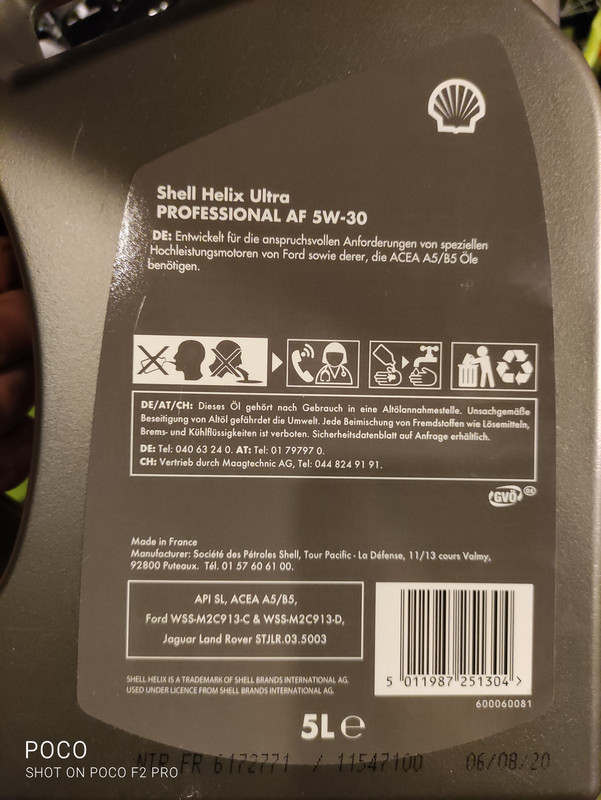 Shell Helix Ultra
PROFESSIONAL AF 5W-30
DE: Entwickelt für die anspruchsvollen Anforderungen von speziellen
Hochleistungsmotoren von Ford sowie derer, die ACEA A5/B5 Öle
benötigen.
DE/AT/CH: Dieses Öl gehört nach Gebrauch in eine Altölannahmestelle. Unsachgemäße
Beseitigung von Altöl gefährdet die Umwelt. Jede Beimischung von Fremdstoffen wie Lösemitteln,
Brems- und Kühlflüssigkeiten ist verboten. Sicherheitsdatenblatt auf Anfrage erhältlich.
DE: Tel: 040 63 24 0. AT: Tel: 01 79797 0.
CH: Vertrieb durch Maagtechnic AG, Tel: 044 824 91 91.
GVÖ DE
Made in France
Manufacturer: Société des Pétroles Shell, Tour Pacific - La Défense, 11/13 cours Valmy,
92800 Puteaux. Tél. 01 57 60 61 00.
API SL, ACEA A5/B5,
Ford WSS-M2C913-C & WSS-M2C913-D,
Jaguar Land Rover STJLR.03.5003
5 011987 251304 >
600060081
SHELL HELIX IS A TRADEMARK OF SHELL BRANDS INTERNATIONAL AG.
USED UNDER LICENCE FROM SHELL BRANDS INTERNATIONAL AG.
5L e
NTR FR 6172771 / 11547100 06/08/20
POCO
SHOT ON POCO F2 PRO